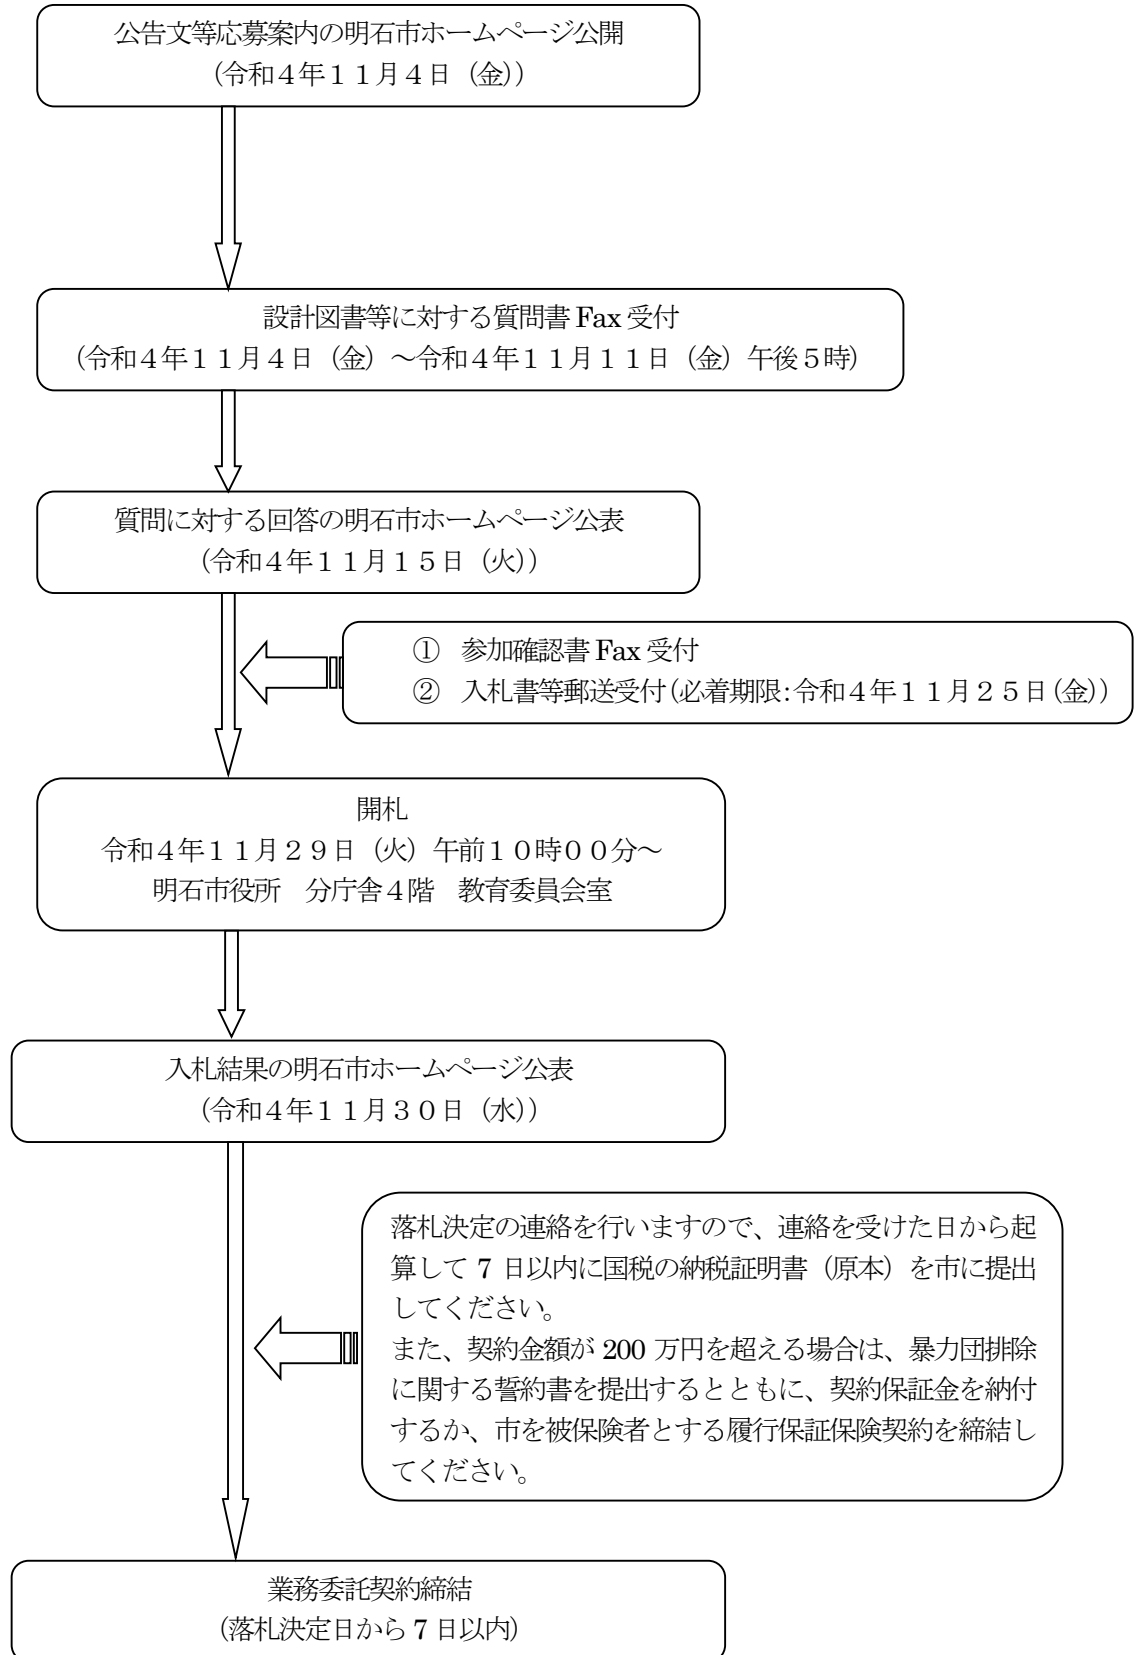 公告文等応募案内の明石市ホームページ公開
（令和４年１１月４日（金））
設計図書等に対する質問書 Fax 受付
（令和４年１１月４日（金）～令和４年１１月１１日（金）午後５時）
質問に対する回答の明石市ホームページ公表
（令和４年１１月１５日（火））
① 参加確認書 Fax 受付
② 入札書等郵送受付（必着期限：令和４年１１月２５日（金））
開札
令和４年１１月２９日（火）午前１０時００分～
明石市役所　分庁舎４階　教育委員会室
入札結果の明石市ホームページ公表
（令和４年１１月３０日（水））
落札決定の連絡を行いますので、連絡を受けた日から起
算して 7 日以内に国税の納税証明書（原本）を市に提出
してください。
また、契約金額が 200 万円を超える場合は、暴力団排除
に関する誓約書を提出するとともに、契約保証金を納付
するか、市を被保険者とする履行保証保険契約を締結し
てください。
業務委託契約締結
（落札決定日から 7 日以内）